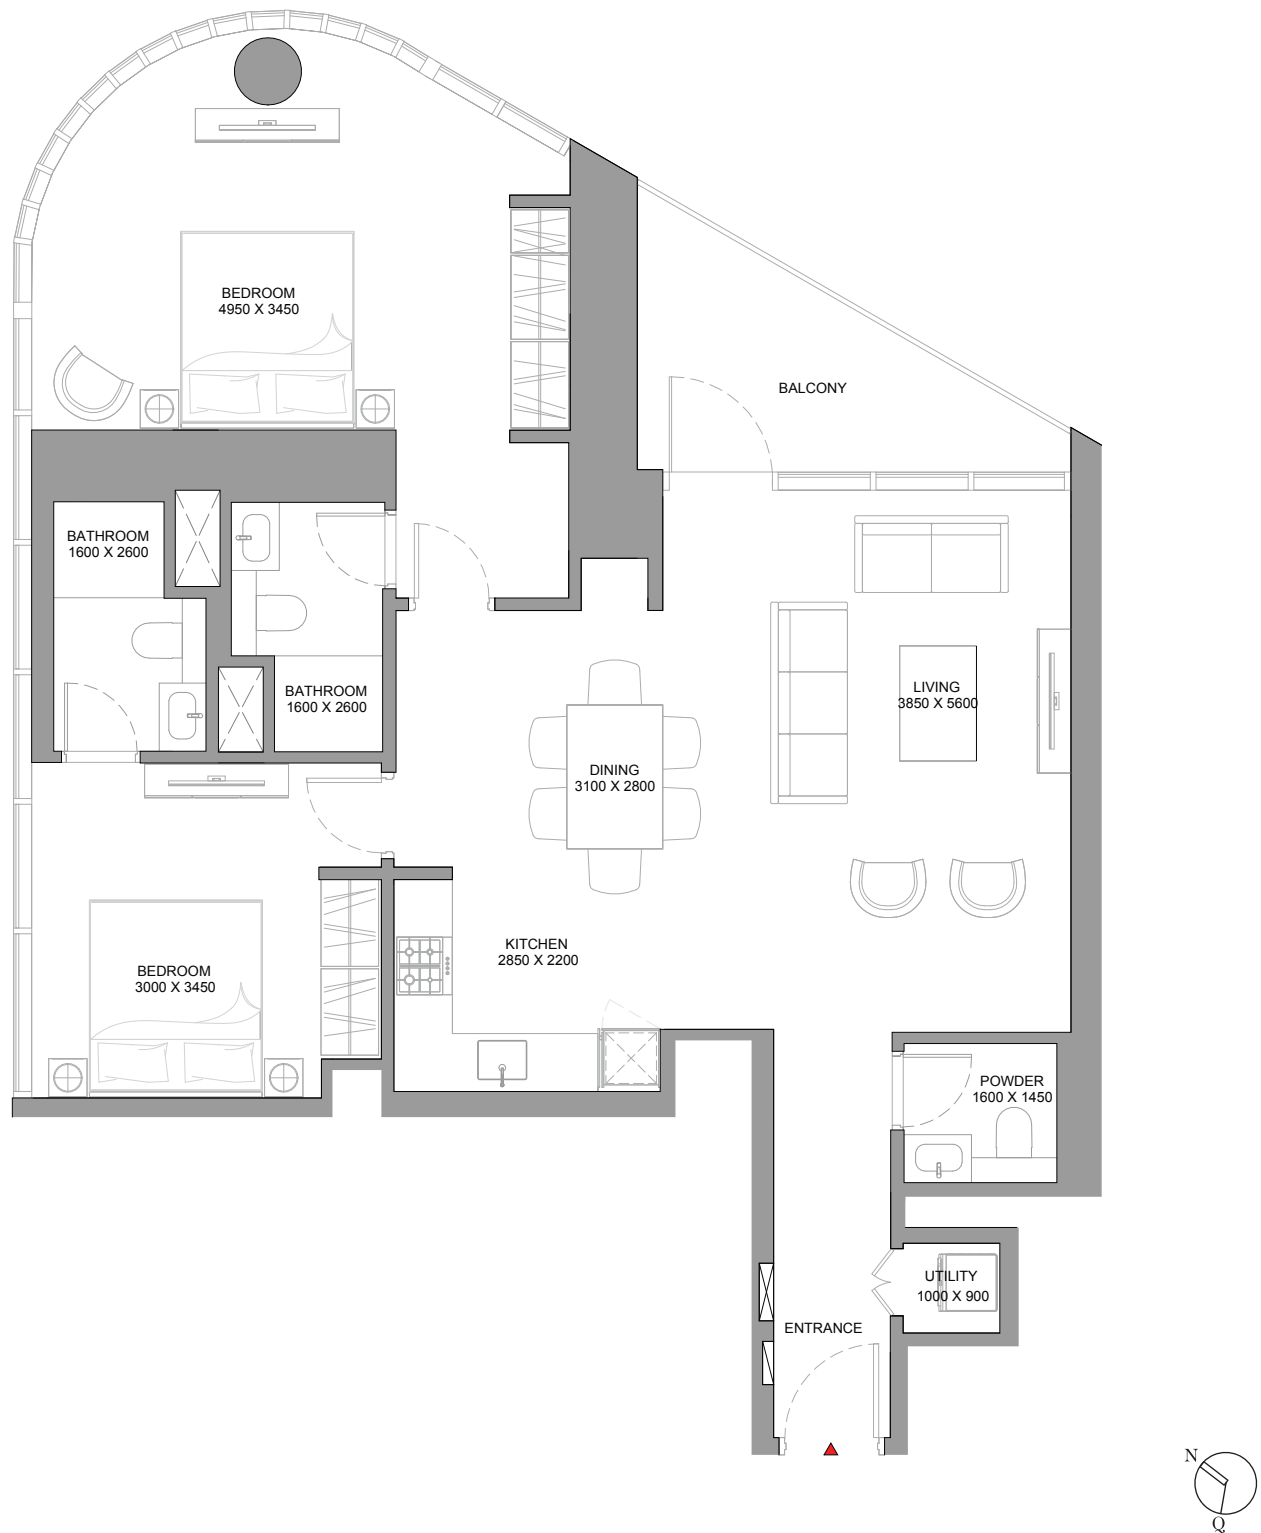 BEDROOM
4950 X 3450
BALCONY
BATHROOM
1600 X 2600
BATHROOM
1600 X 2600
LIVING
3850 X 5600
DINING
3100 X 2800
KITCHEN
2850 X 2200
BEDROOM
3000 X 3450
POWDER
1600 X 1450
UTILITY
1000 X 900
ENTRANCE
N
Q